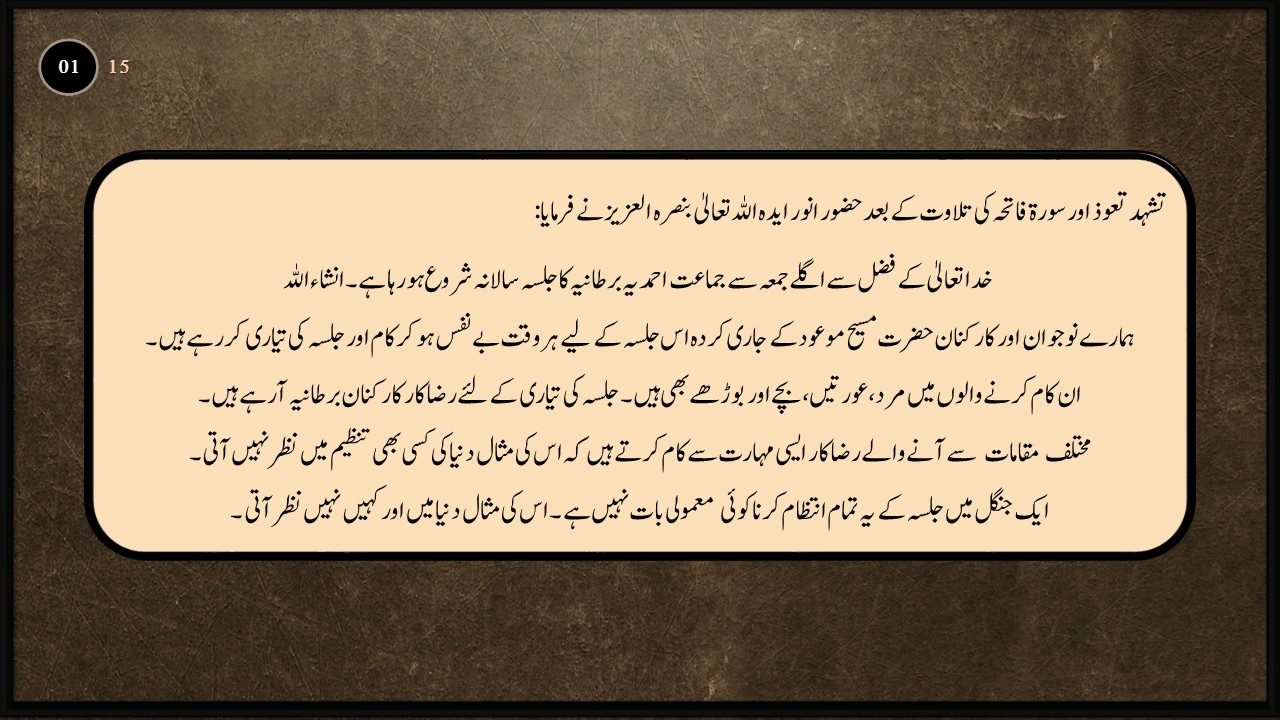 01 15
تشہد تعوذ اور سورۃ فاتحہ کی تلاوت کے بعد حضور انور ایدہ اللہ تعالیٰ بنصرہ العزیز نے فرمایا:
خدا تعالیٰ کے فضل سے اگلے جمعہ سے جماعت احمدیہ برطانیہ کا جلسہ سالانہ شروع ہو رہا ہے۔ انشاء اللہ
ہمارے نوجوان اور کارکنان حضرت مسیح موعود کے جاری کردہ اس جلسہ کے لیے ہر وقت بے نفس ہو کر کام اور جلسہ کی تیاری کر رہے ہیں۔
ان کام کرنے والوں میں مرد، عورتیں، بچے اور بوڑھے بھی ہیں۔ جلسہ کی تیاری کے لئے رضاکار کارکنان برطانیہ آرہے ہیں۔
مختلف مقامات سے آنے والے رضاکار ایسی مہارت سے کام کرتے ہیں کہ اس کی مثال دنیا کی کسی بھی تنظیم میں نظر نہیں آتی۔
ایک جنگل میں جلسہ کے یہ تمام انتظام کرنا کوئی معمولی بات نہیں ہے۔ اس کی مثال دنیا میں اور کہیں نہیں نظر آتی۔